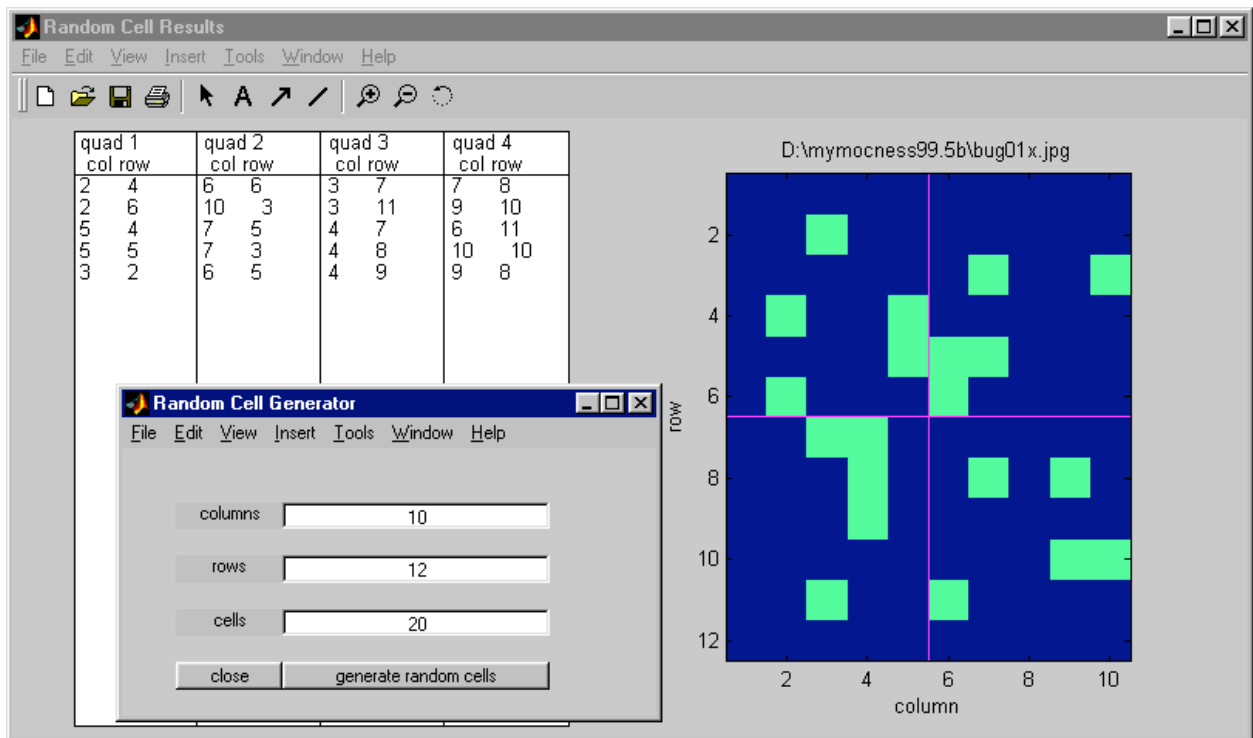 Random Cell Results
File Edit View Insert Tools Window Help
A
quad 1 quad 2 quad 3 quad 4
col row col row col row col row
2 4 6 6 3 7 7 8
2 6 10 3 3 11 9 10
5 4 7 5 4 7 6 11
5 5 7 3 4 8 10 10
3 2 6 5 4 9 9 8
Random Cell Generator
File Edit View Insert Tools Window Help
columns 10
rows 12
cells 20
close generate random cells
D:\mymocness99.5b\bug01x.jpg
2
4
6
8
10
12
row
2 4 6 8 10
column